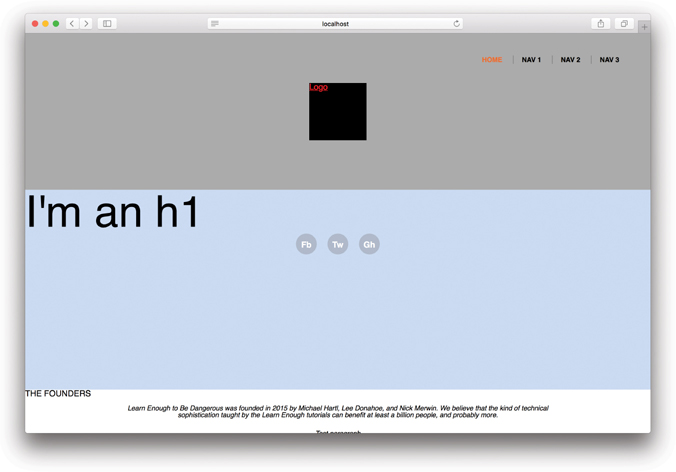 localhost
HOME
NAV 1
NAV 2
NAV 3
Logo
I'm an h1
Fb
Tw
Gh
THE FOUNDERS
Learn Enough to Be Dangerous was founded in 2015 by Michael Hartl, Lee Donahoe, and Nick Merwin. We believe that the kind of technical
sophistication taught by the Learn Enough tutorials can benefit at least a billion people, and probably more.
Test paragraph